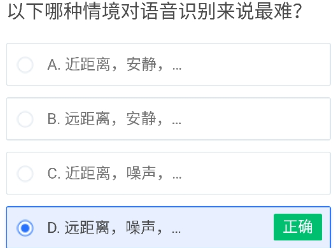 以下哪种情境对语音识别来说最难？
A. 近距离，安静，...
B. 远距离，安静，...
C. 近距离，噪声，...
D. 远距离，噪声，...
正确